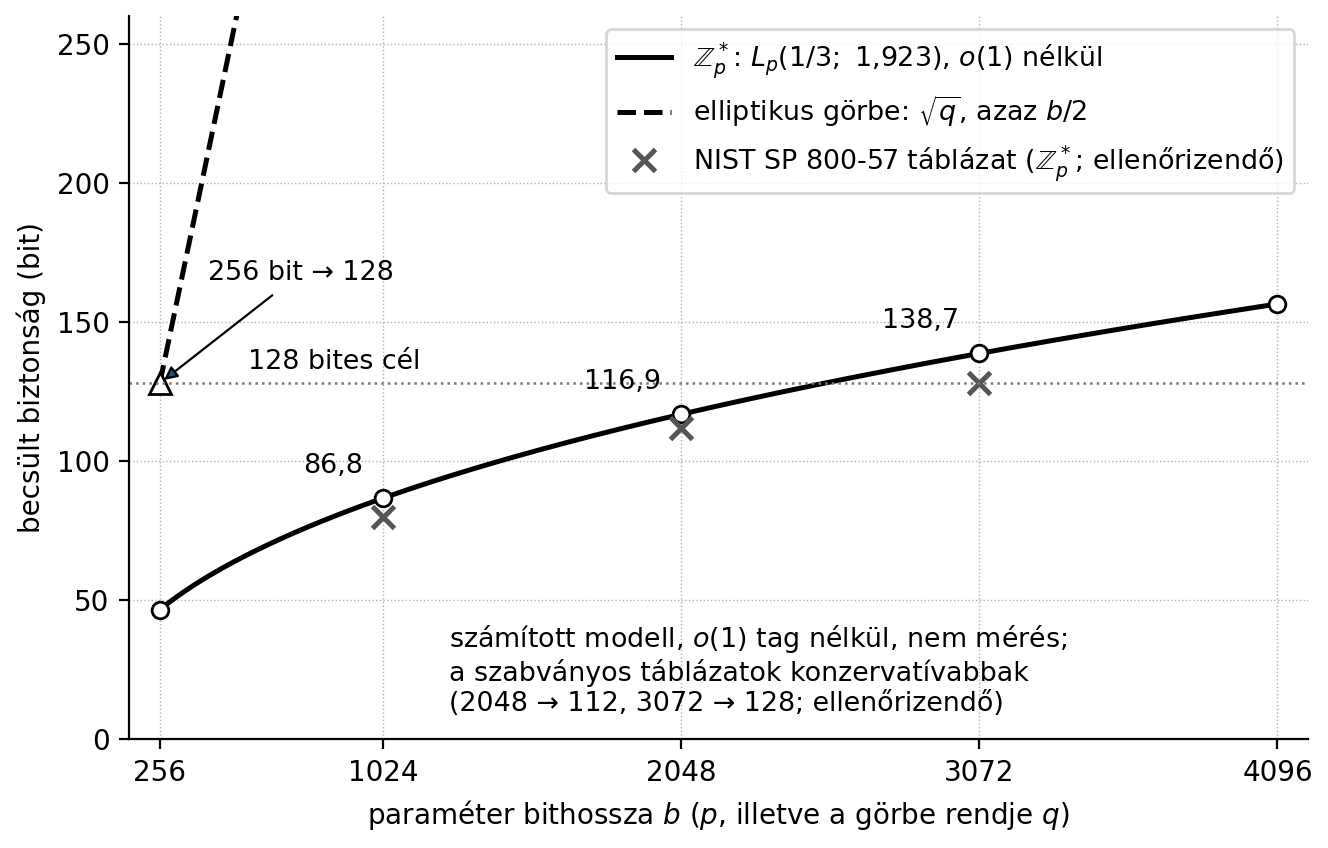 250
200
150
100
50
0
becsült biztonság (bit)
ℤ*ₚ: Lₚ(1/3; 1,923), o(1) nélkül
elliptikus görbe: √q, azaz b/2
NIST SP 800-57 táblázat (ℤ*ₚ; ellenőrizendő)
256 bit → 128
128 bites cél
138,7
116,9
86,8
számított modell, o(1) tag nélkül, nem mérés;
a szabványos táblázatok konzervatívabbak
(2048 → 112, 3072 → 128; ellenőrizendő)
256 1024 2048 3072 4096
paraméter bithossza b (p, illetve a görbe rendje q)